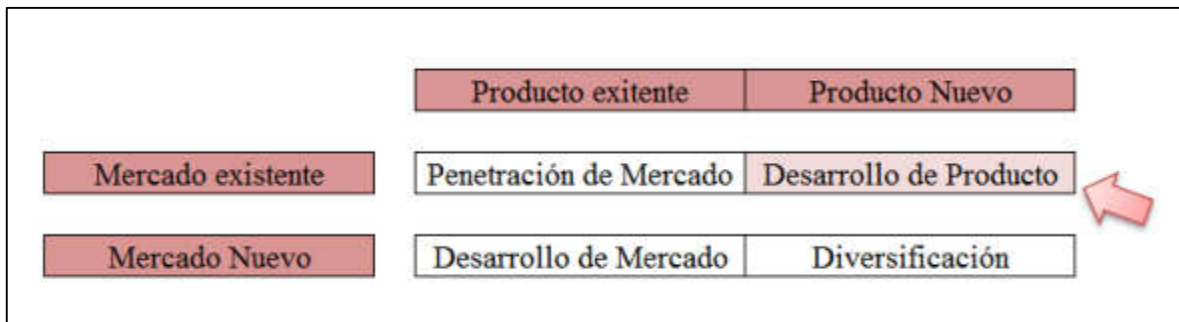 Producto exitente Producto Nuevo
Mercado existente Penetración de Mercado Desarrollo de Producto
Mercado Nuevo Desarrollo de Mercado Diversificación